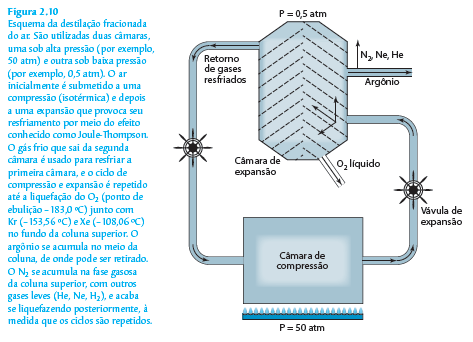 Figura 2.10
Esquema da destilação fracionada
do ar. São utilizadas duas câmaras,
uma sob alta pressão (por exemplo,
50 atm) e outra sob baixa pressão
(por exemplo, 0,5 atm). O ar
inicialmente é submetido a uma
compressão (isotérmica) e depois
a uma expansão que provoca seu
resfriamento por meio do efeito
conhecido como Joule-Thompson.
O gás frio que sai da segunda
câmara é usado para resfriar a
primeira câmara, e o ciclo de
compressão e expansão é repetido
até a liquefação do O₂ (ponto de
ebulição –183,0 ºC) junto com
Kr (–153,56 ºC) e Xe (–108,06 ºC)
no fundo da coluna superior. O
argônio se acumula no meio da
coluna, de onde pode ser retirado.
O N₂ se acumula na fase gasosa
da coluna superior, com outros
gases leves (He, Ne, H₂), e acaba
se liquefazendo posteriormente, à
medida que os ciclos são repetidos.
P = 0,5 atm
Retorno
de gases
resfriados
N₂, Ne, He
Argônio
Câmara de
expansão
O₂ líquido
Vávula de
expansão
Câmara de
compressão
P = 50 atm